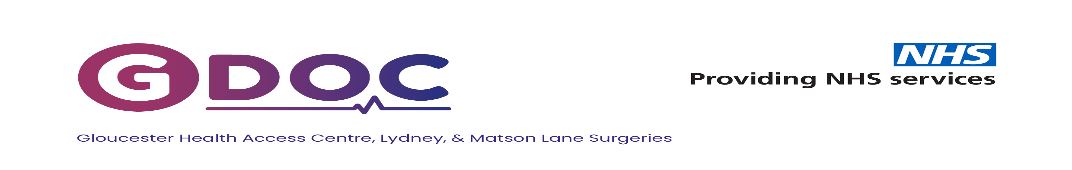 GDOC
NHS
Providing NHS services
Gloucester Health Access Centre, Lydney, & Matson Lane Surgeries